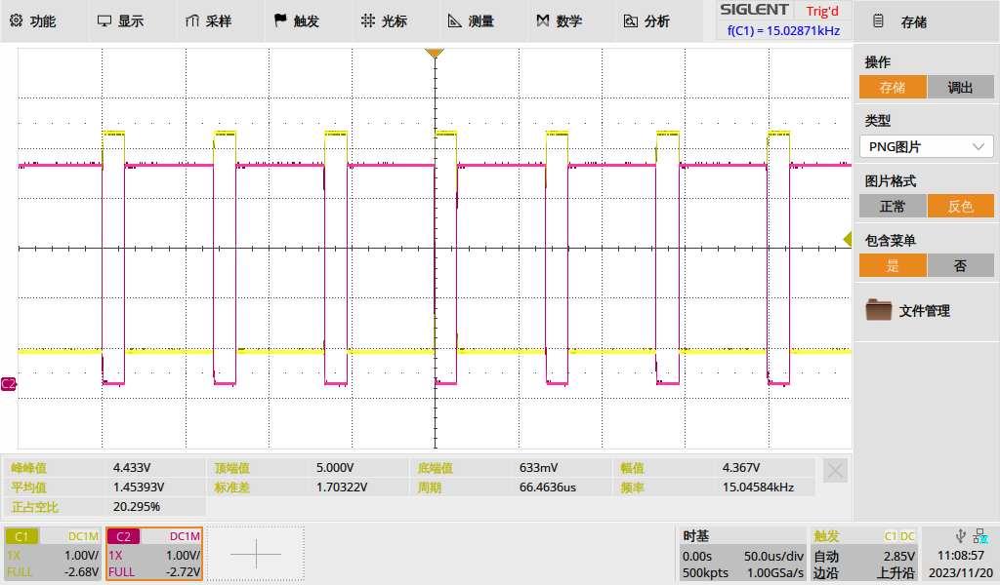 功能 显示 采样 触发 光标 测量 数学 分析 SIGLENT Trig'd 存储
f(C1) = 15.02871kHz
操作
存储 调出
类型
PNG图片
图片格式
正常 反色
包含菜单
是 否
文件管理
C2
峰峰值 4.433V 顶端值 5.000V 底端值 633mV 幅值 4.367V
平均值 1.45393V 标准差 1.70322V 周期 66.4636us 频率 15.04584kHz
正占空比 20.295%
C1 DC1M C2 DC1M 时基 触发 C1 DC
1X 1.00V/ 1X 1.00V/ 0.00s 50.0us/div 自动 2.85V 11:08:57
FULL -2.68V FULL -2.72V 500kpts 1.00GSa/s 边沿 上升沿 2023/11/20